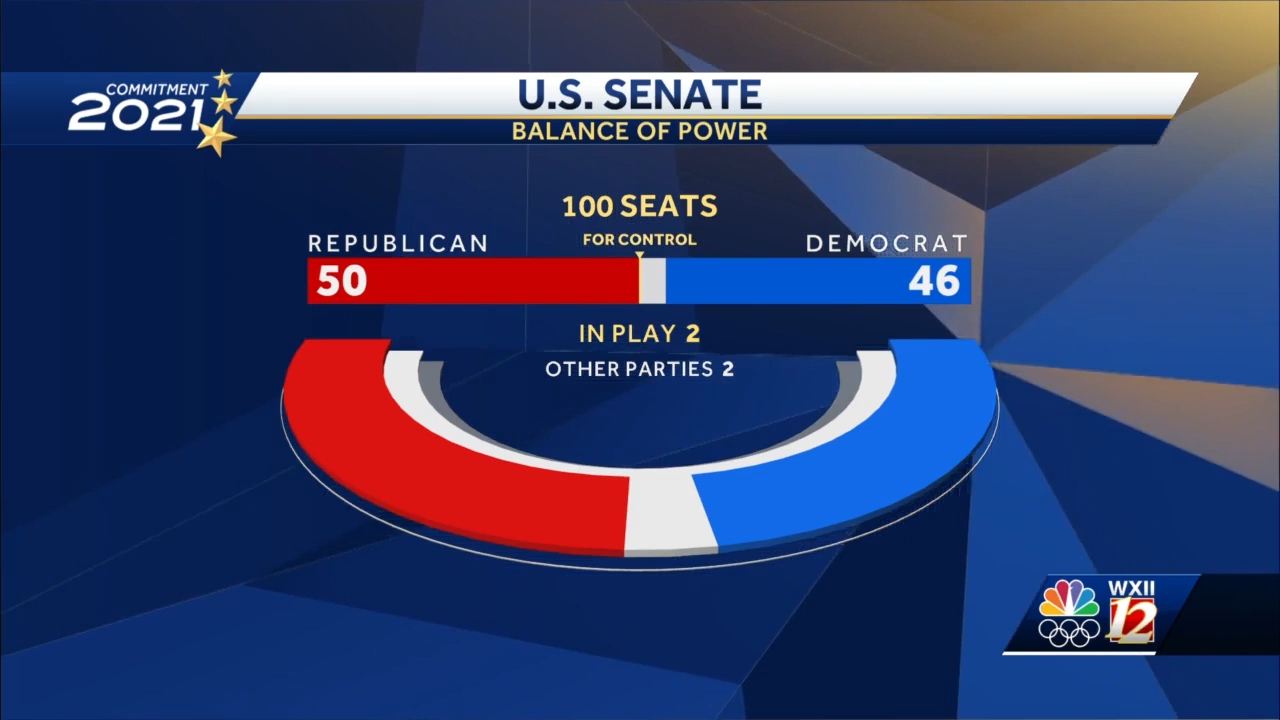 COMMITMENT
2021
U.S. SENATE
BALANCE OF POWER
100 SEATS
FOR CONTROL
REPUBLICAN
DEMOCRAT
50
46
IN PLAY 2
OTHER PARTIES 2
WXII
12